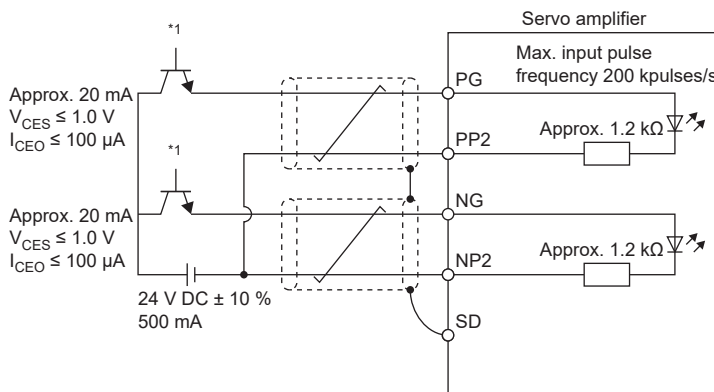 Servo amplifier
*1
Max. input pulse
frequency 200 kpulses/s
PG
Approx. 20 mA
VCES ≤ 1.0 V
ICEO ≤ 100 μA
Approx. 1.2 kΩ
PP2
*1
NG
Approx. 20 mA
VCES ≤ 1.0 V
ICEO ≤ 100 μA
Approx. 1.2 kΩ
NP2
24 V DC ± 10 %
500 mA
SD